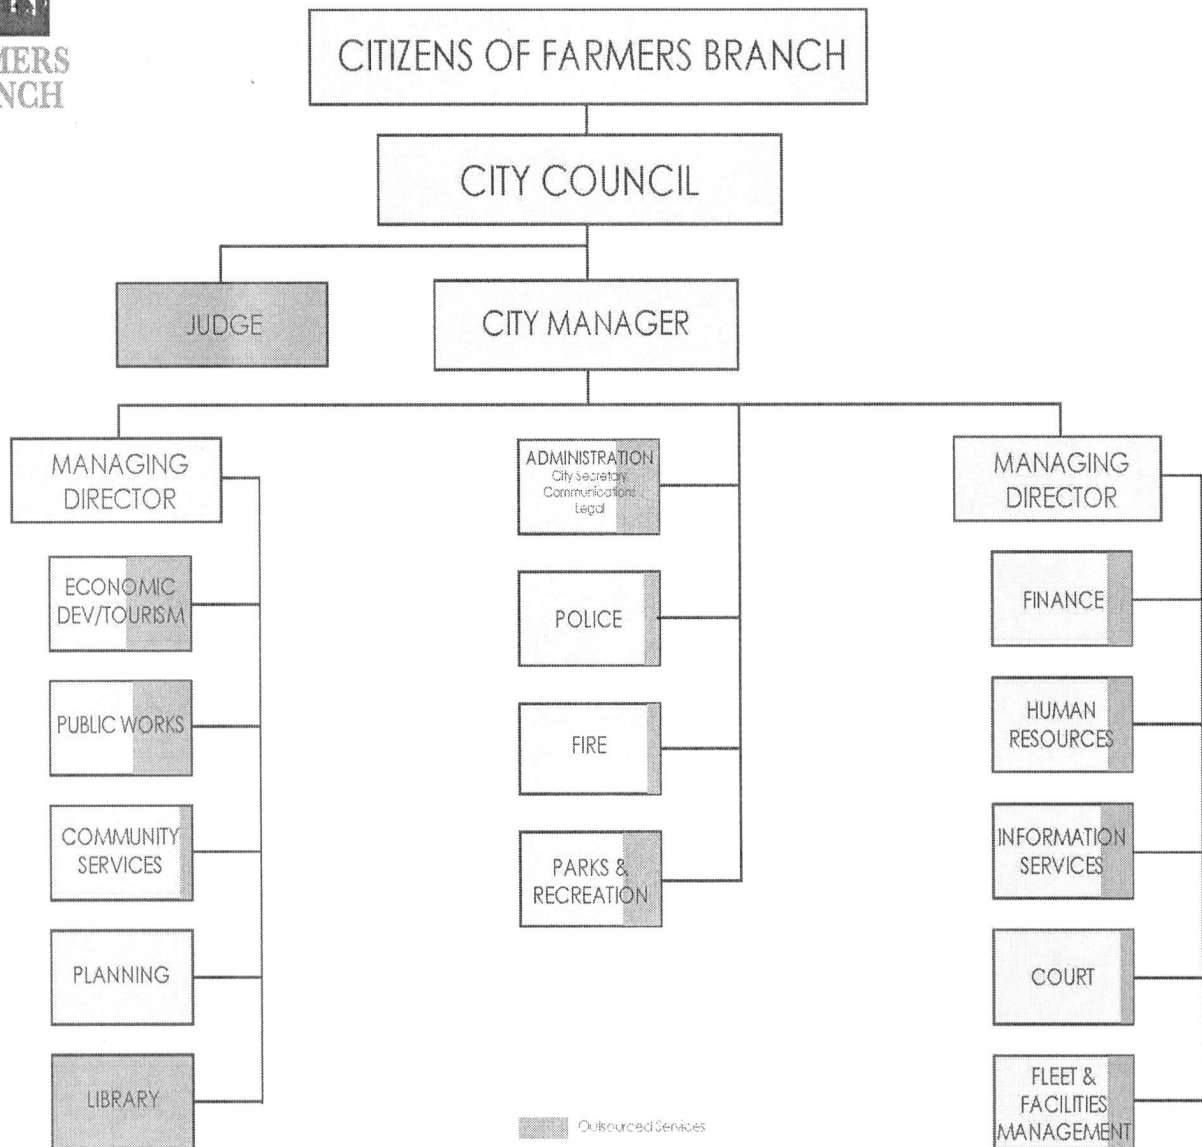 CITIZENS OF FARMERS BRANCH
CITY COUNCIL
JUDGE
CITY MANAGER
MANAGING
DIRECTOR
ECONOMIC
DEV/TOURISM
PUBLIC WORKS
COMMUNITY
SERVICES
PLANNING
LIBRARY
ADMINISTRATION
City Secretary
Communications
Legal
POLICE
FIRE
PARKS &
RECREATION
MANAGING
DIRECTOR
FINANCE
HUMAN
RESOURCES
INFORMATION
SERVICES
COURT
FLEET &
FACILITIES
MANAGEMENT
Outsourced Services